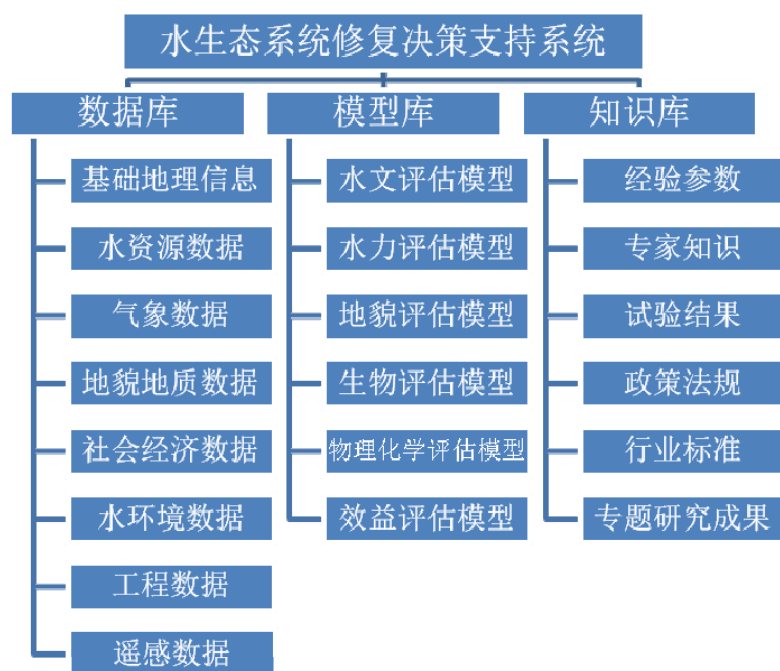 水生态系统修复决策支持系统
数据库
模型库
知识库
基础地理信息
水资源数据
气象数据
地貌地质数据
社会经济数据
水环境数据
工程数据
遥感数据
水文评估模型
水力评估模型
地貌评估模型
生物评估模型
物理化学评估模型
效益评估模型
经验参数
专家知识
试验结果
政策法规
行业标准
专题研究成果